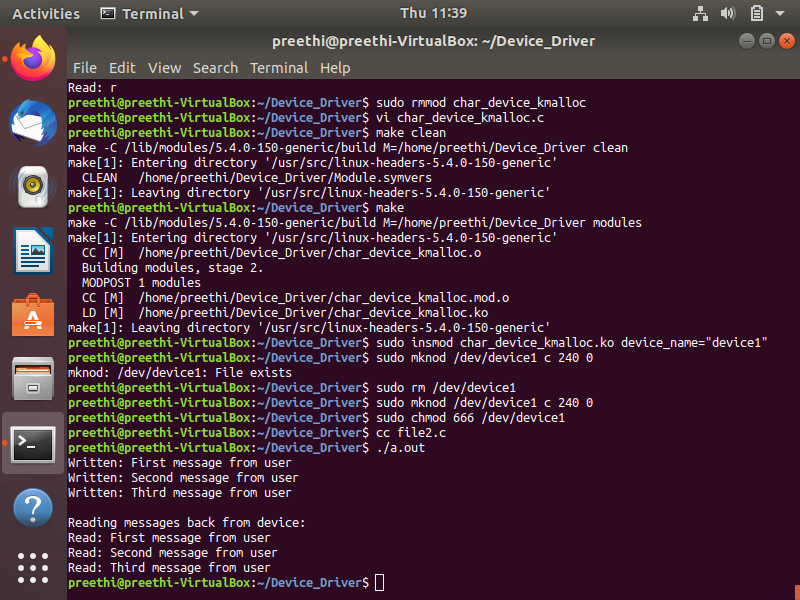 Activities Terminal Thu 11:39
preethi@preethi-VirtualBox: ~/Device_Driver
File Edit View Search Terminal Help
Read: r
preethi@preethi-VirtualBox:~/Device_Driver$ sudo rmmod char_device_kmalloc
preethi@preethi-VirtualBox:~/Device_Driver$ vi char_device_kmalloc.c
preethi@preethi-VirtualBox:~/Device_Driver$ make clean
make -C /lib/modules/5.4.0-150-generic/build M=/home/preethi/Device_Driver clean
make[1]: Entering directory '/usr/src/linux-headers-5.4.0-150-generic'
  CLEAN   /home/preethi/Device_Driver/Module.symvers
make[1]: Leaving directory '/usr/src/linux-headers-5.4.0-150-generic'
preethi@preethi-VirtualBox:~/Device_Driver$ make
make -C /lib/modules/5.4.0-150-generic/build M=/home/preethi/Device_Driver modules
make[1]: Entering directory '/usr/src/linux-headers-5.4.0-150-generic'
  CC [M]  /home/preethi/Device_Driver/char_device_kmalloc.o
  Building modules, stage 2.
  MODPOST 1 modules
  CC [M]  /home/preethi/Device_Driver/char_device_kmalloc.mod.o
  LD [M]  /home/preethi/Device_Driver/char_device_kmalloc.ko
make[1]: Leaving directory '/usr/src/linux-headers-5.4.0-150-generic'
preethi@preethi-VirtualBox:~/Device_Driver$ sudo insmod char_device_kmalloc.ko device_name="device1"
preethi@preethi-VirtualBox:~/Device_Driver$ sudo mknod /dev/device1 c 240 0
mknod: /dev/device1: File exists
preethi@preethi-VirtualBox:~/Device_Driver$ sudo rm /dev/device1
preethi@preethi-VirtualBox:~/Device_Driver$ sudo mknod /dev/device1 c 240 0
preethi@preethi-VirtualBox:~/Device_Driver$ sudo chmod 666 /dev/device1
preethi@preethi-VirtualBox:~/Device_Driver$ cc file2.c
preethi@preethi-VirtualBox:~/Device_Driver$ ./a.out
Written: First message from user
Written: Second message from user
Written: Third message from user

Reading messages back from device:
Read: First message from user
Read: Second message from user
Read: Third message from user
preethi@preethi-VirtualBox:~/Device_Driver$